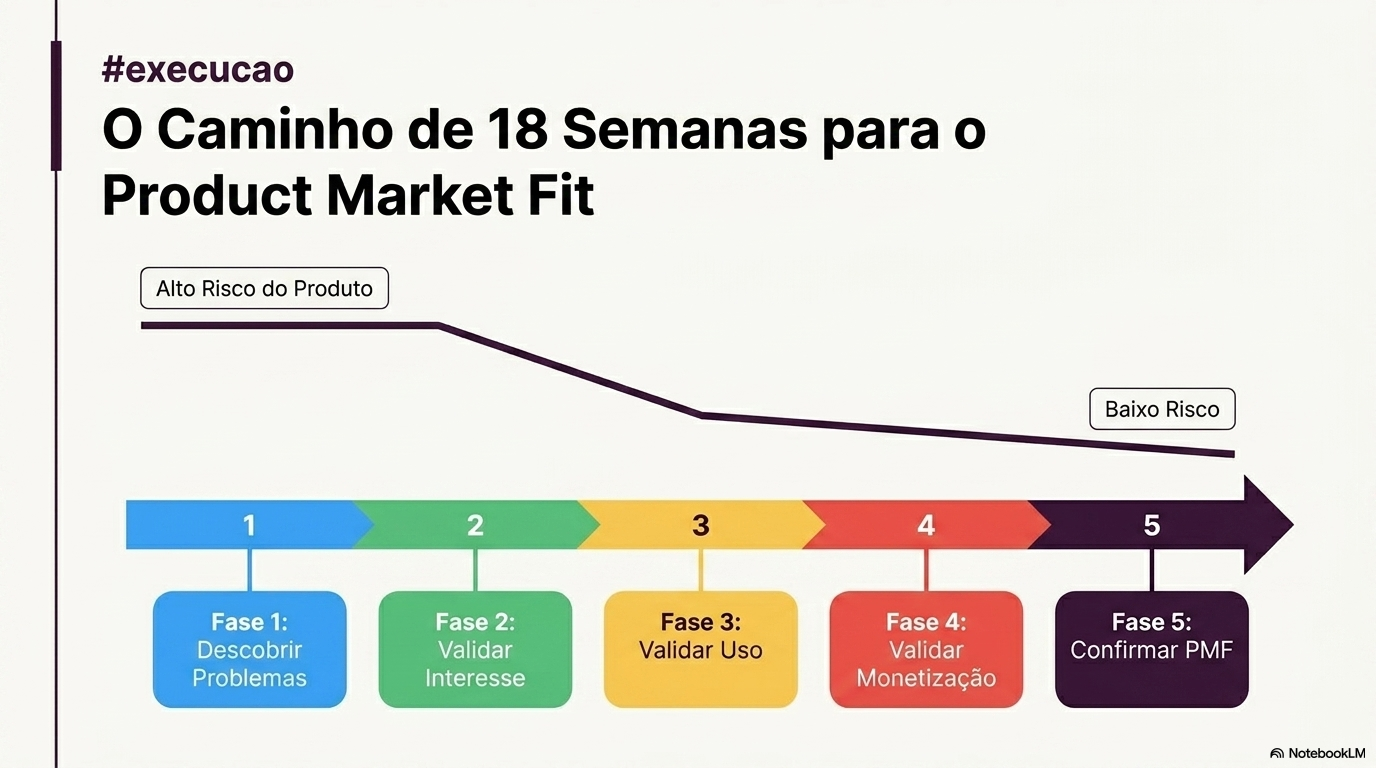 #execucao
O Caminho de 18 Semanas para o
Product Market Fit
Alto Risco do Produto
Baixo Risco
1
2
3
4
5
Fase 1:
Descobrir
Problemas
Fase 2:
Validar
Interesse
Fase 3:
Validar Uso
Fase 4:
Validar
Monetização
Fase 5:
Confirmar PMF
NotebookLM